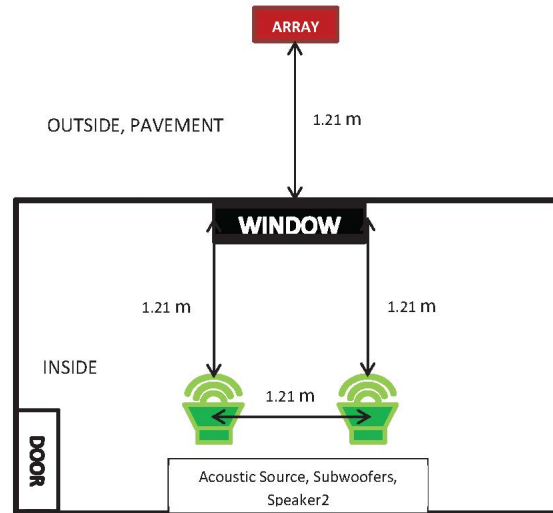 ARRAY
1.21 m
OUTSIDE, PAVEMENT
WINDOW
1.21 m
1.21 m
INSIDE
1.21 m
DOOR
Acoustic Source, Subwoofers,
Speaker2